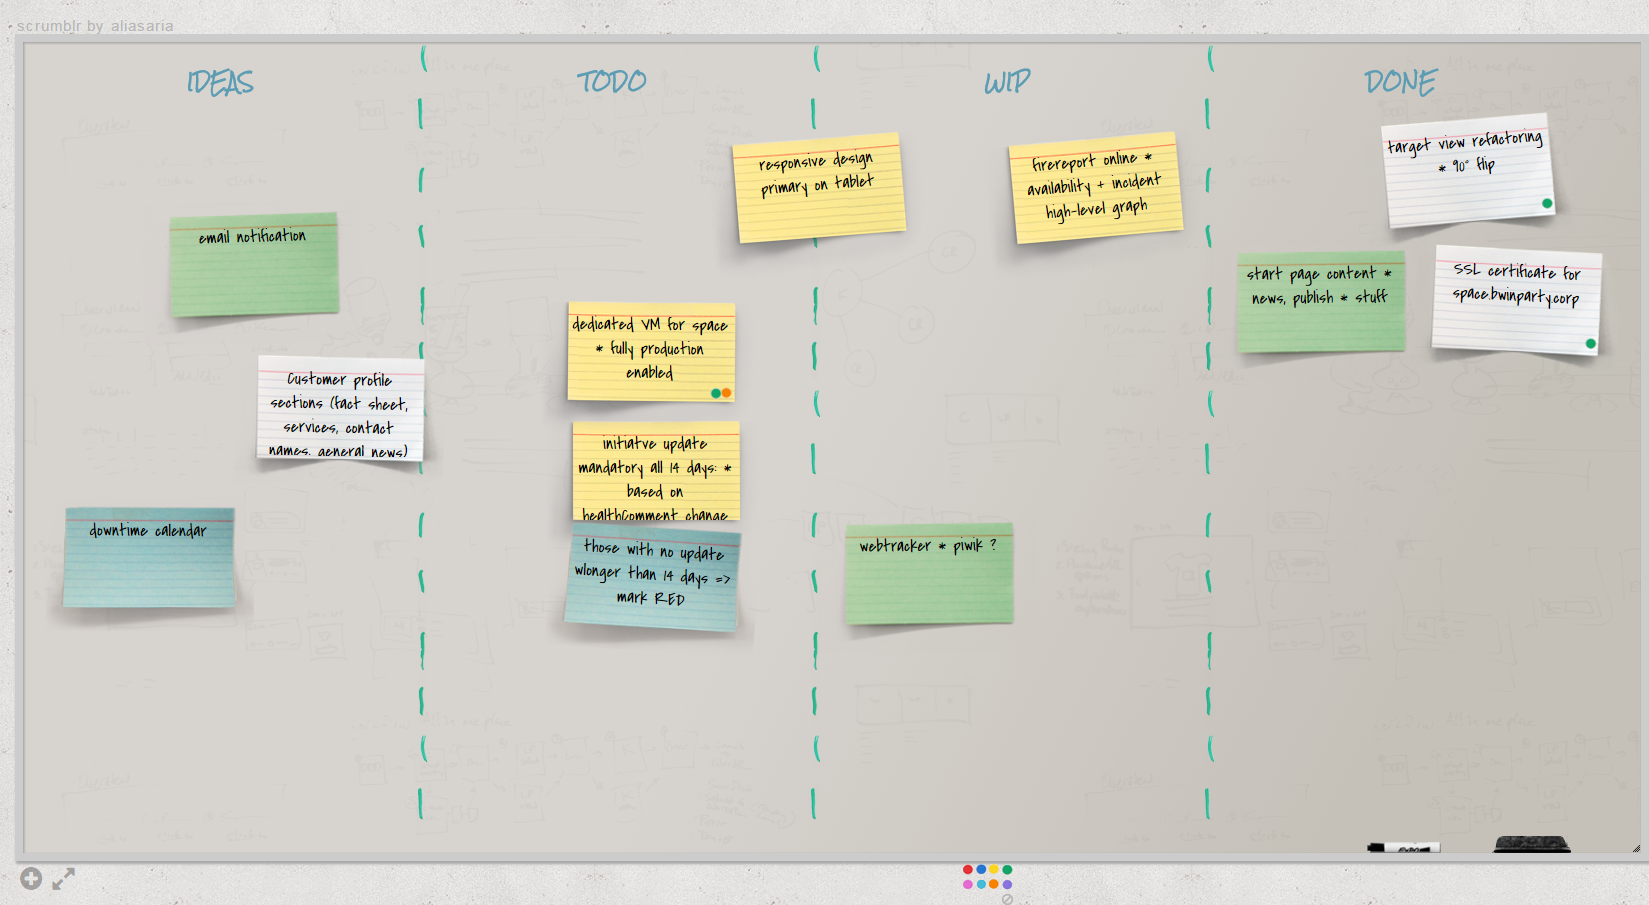 scrumblr by aliasaria
IDEAS
TODO
WIP
DONE
email notification
Customer profile
sections (fact sheet,
services, contact
names. general news)
downtime calendar
responsive design
primary on tablet
dedicated VM for space
* fully production
enabled
initiatve update
mandatory all 14 days: *
based on
healthComment change
those with no update
wlonger than 14 days =>
mark RED
firereport online *
availability + incident
high-level graph
webtracker * piwik ?
target view refactoring
* 90° flip
start page content *
news, publish * stuff
SSL certificate for
space.bwinparty.corp